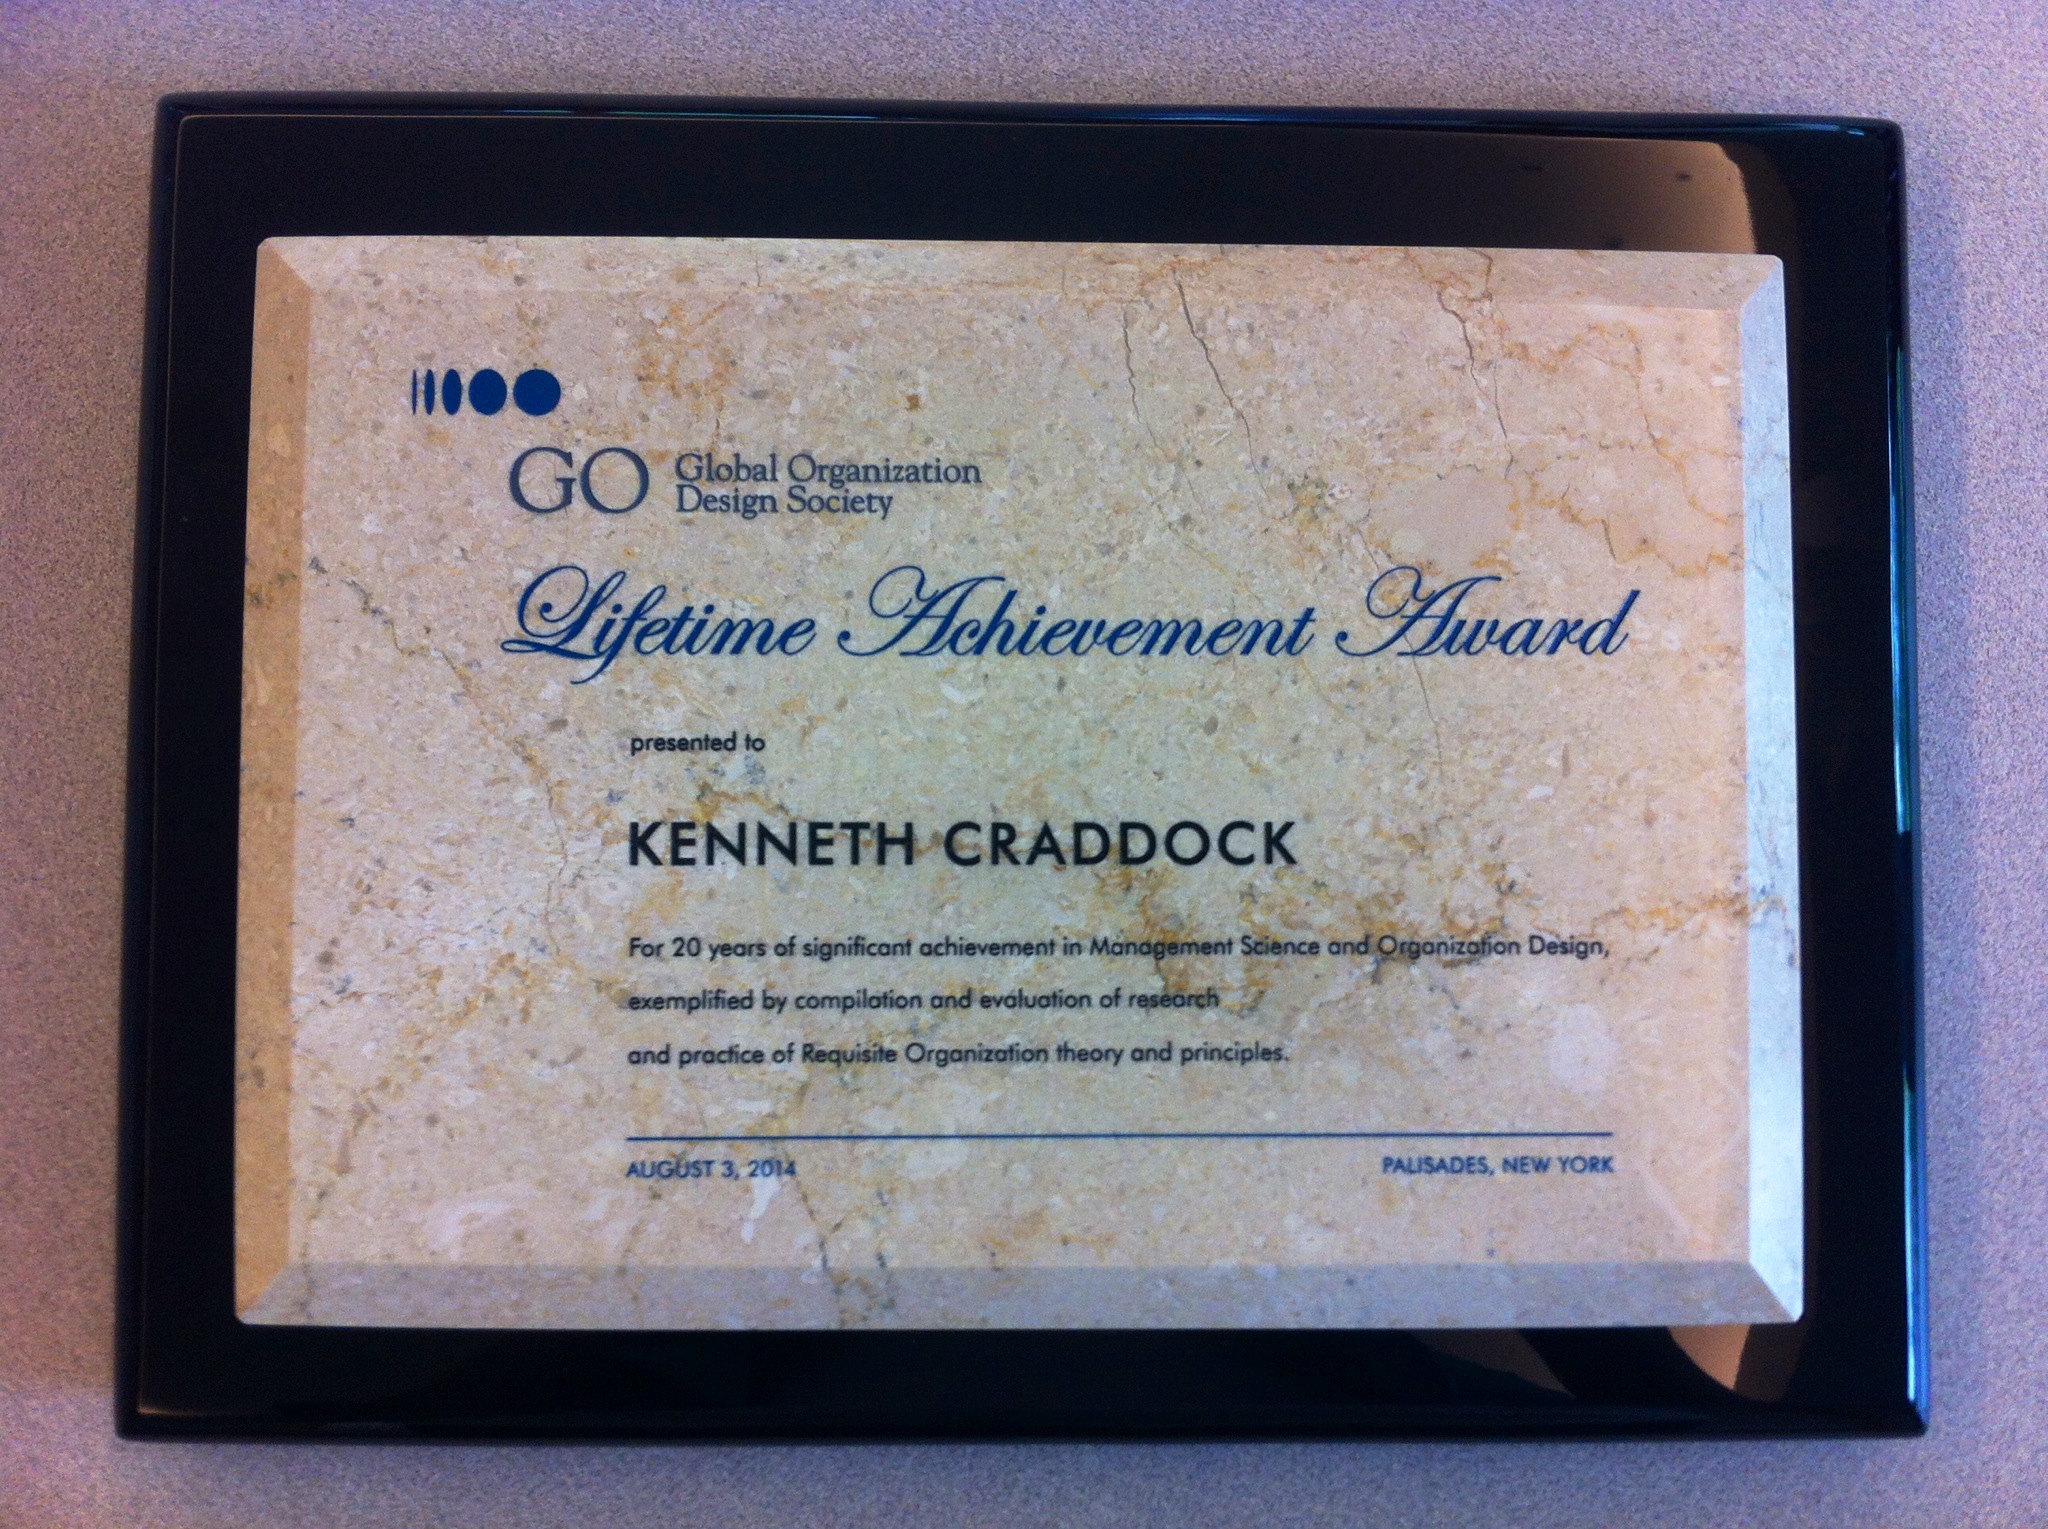 GO Global Organization
Design Society
Lifetime Achievement Award
presented to
KENNETH CRADDOCK
For 20 years of significant achievement in Management Science and Organization Design,
exemplified by compilation and evaluation of research
and practice of Requisite Organization theory and principles.
AUGUST 3, 2014 PALISADES, NEW YORK